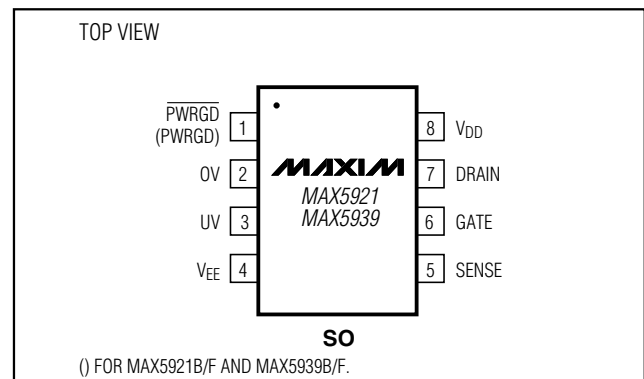 TOP VIEW
PWRGD
(PWRGD)
1
OV
2
UV
3
VEE
4
MAXIM
MAX5921
MAX5939
8
VDD
7
DRAIN
6
GATE
5
SENSE
SO
() FOR MAX5921B/F AND MAX5939B/F.